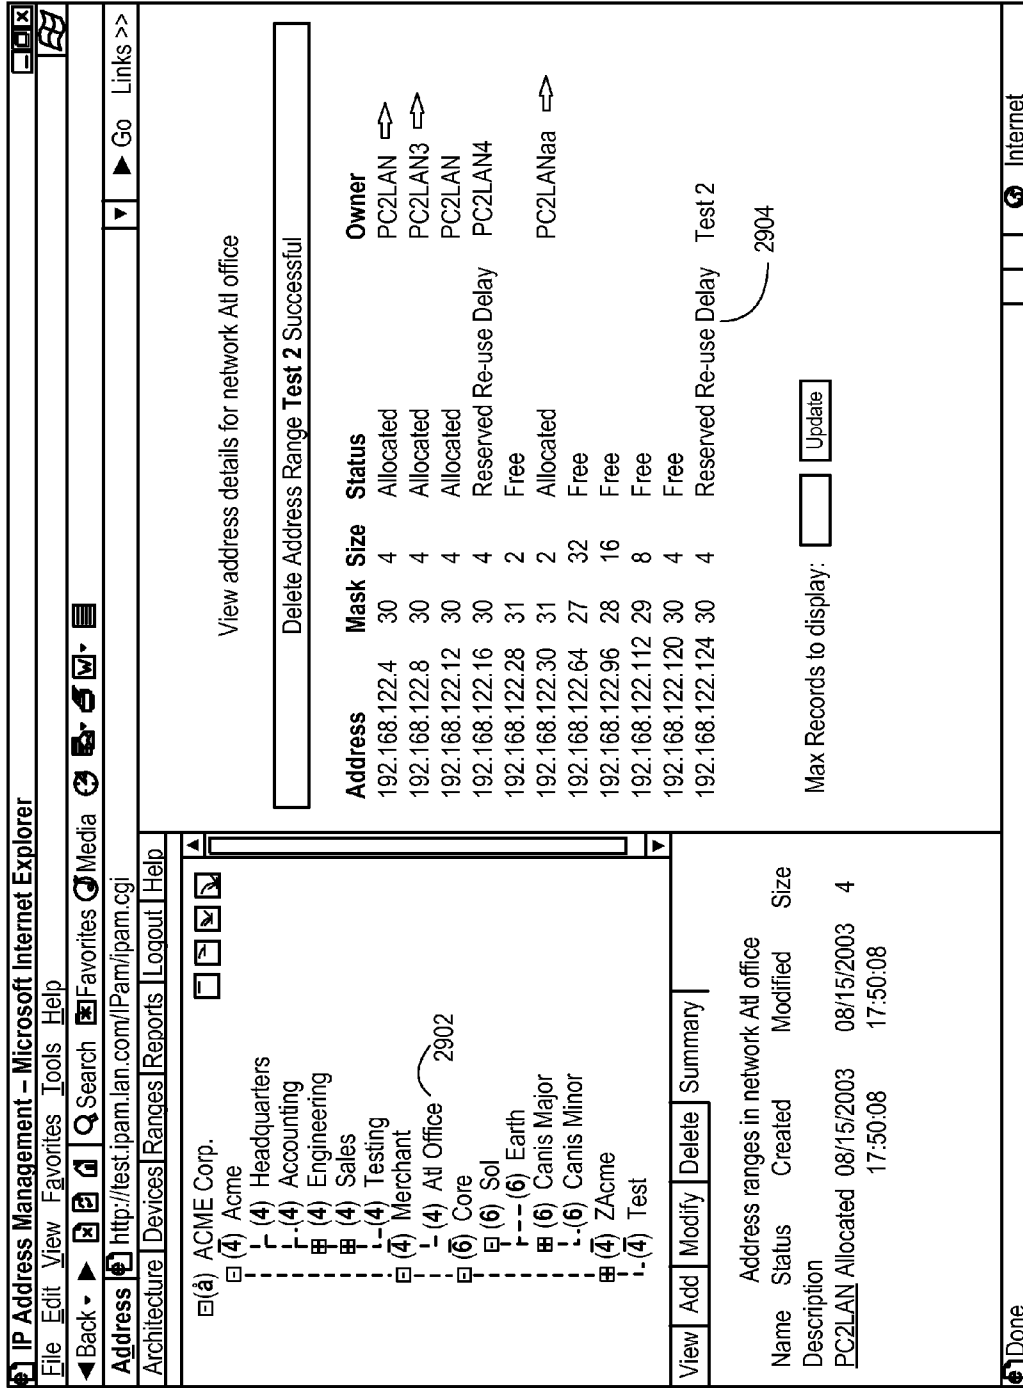 IP Address Management – Microsoft Internet Explorer
File Edit View Favorites Tools Help
Back Search Favorites Media
Address http://test.ipam.lan.com/IPam/ipam.cgi Go Links >>
Architecture Devices Ranges Reports Logout Help
(å) ACME Corp.
(4) Acme
(4) Headquarters
(4) Accounting
(4) Engineering
(4) Sales
(4) Testing
(4) Merchant
(4) Atl Office
2902
(6) Core
(6) Sol
(6) Earth
(6) Canis Major
(6) Canis Minor
(4) ZAcme
(4) Test
View Add Modify Delete Summary
Address ranges in network Atl office
Name Status Created Modified Size
Description
PC2LAN Allocated 08/15/2003 08/15/2003 4
17:50:08 17:50:08
View address details for network Atl office
Delete Address Range Test 2 Successful
Address Mask Size Status Owner
192.168.122.4 30 4 Allocated PC2LAN
192.168.122.8 30 4 Allocated PC2LAN3
192.168.122.12 30 4 Allocated PC2LAN
192.168.122.16 30 4 Reserved Re-use Delay PC2LAN4
192.168.122.28 31 2 Free
192.168.122.30 31 2 Allocated PC2LANaa
192.168.122.64 27 32 Free
192.168.122.96 28 16 Free
192.168.122.112 29 8 Free
192.168.122.120 30 4 Free
192.168.122.124 30 4 Reserved Re-use Delay Test 2
2904
Max Records to display: Update
Done Internet